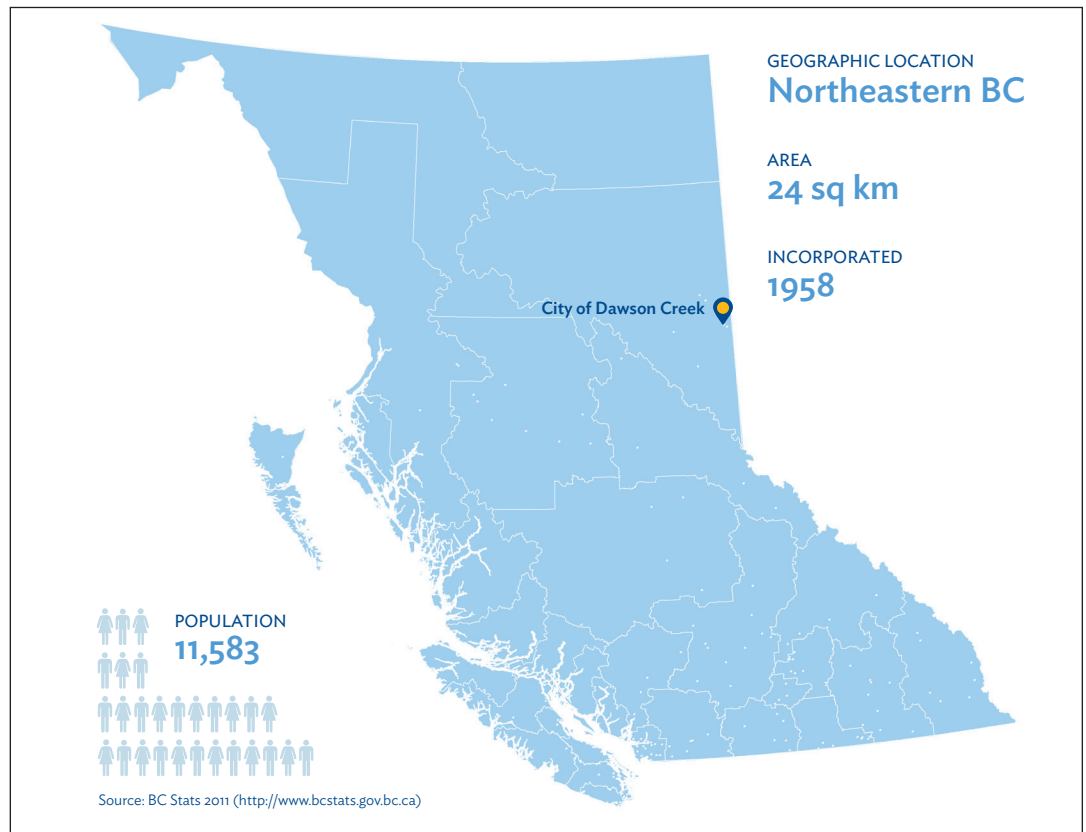 GEOGRAPHIC LOCATION
Northeastern BC
AREA
24 sq km
INCORPORATED
1958
City of Dawson Creek
POPULATION
11,583
Source: BC Stats 2011 (http://www.bcstats.gov.bc.ca)